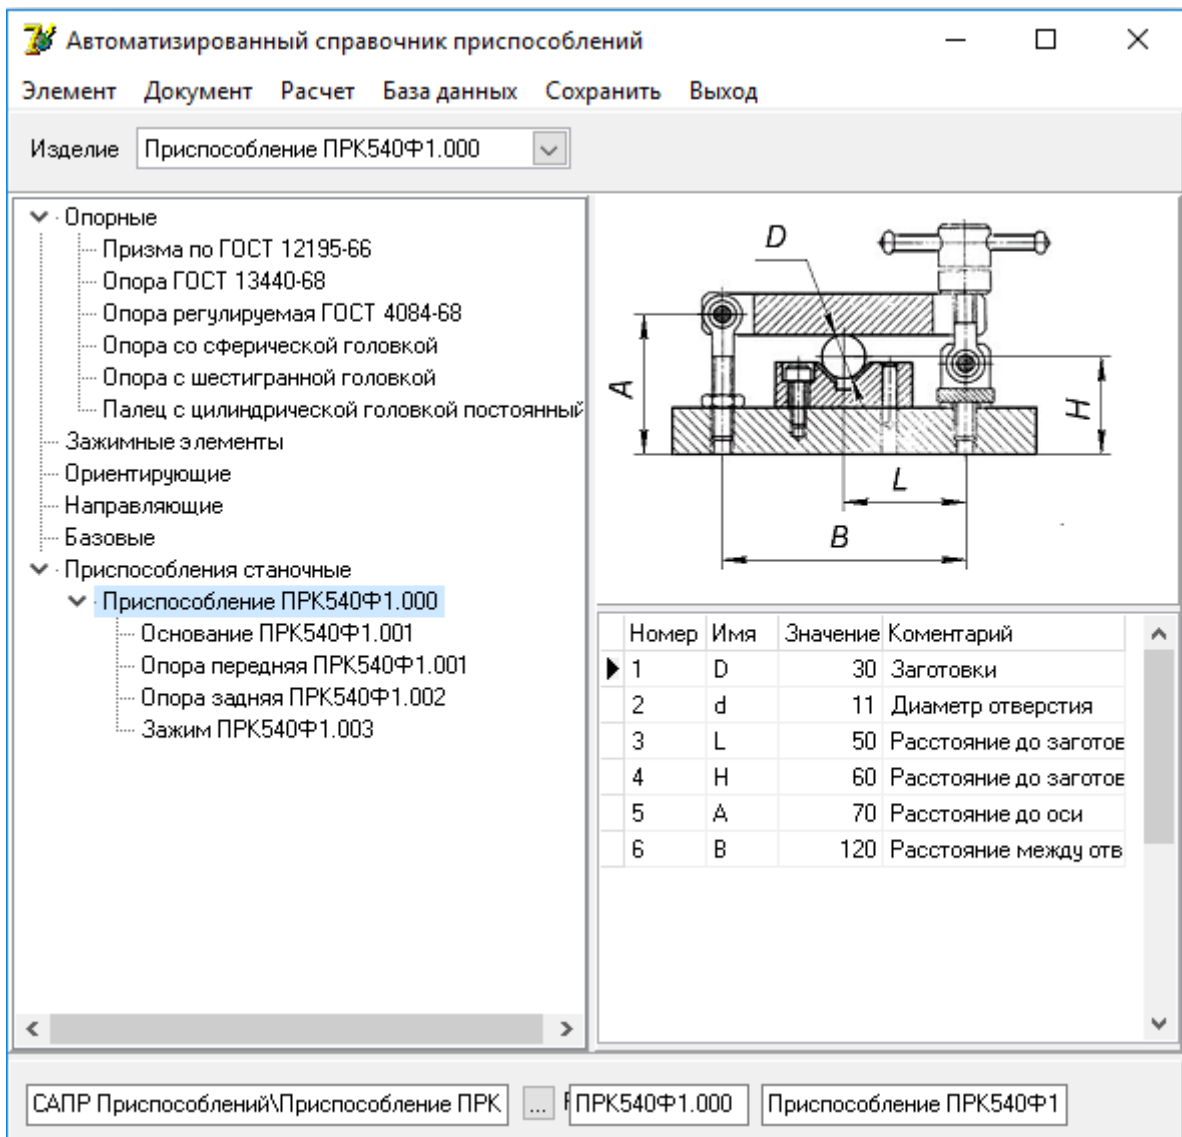 Автоматизированный справочник приспособлений
Элемент Документ Расчет База данных Сохранить Выход
Изделие Приспособление ПРК540Ф1.000
Опорные
Призма по ГОСТ 12195-66
Опора ГОСТ 13440-68
Опора регулируемая ГОСТ 4084-68
Опора со сферической головкой
Опора с шестигранной головкой
Палец с цилиндрической головкой постоянный
Зажимные элементы
Ориентирующие
Направляющие
Базовые
Приспособления станочные
Приспособление ПРК540Ф1.000
Основание ПРК540Ф1.001
Опора передняя ПРК540Ф1.001
Опора задняя ПРК540Ф1.002
Зажим ПРК540Ф1.003
D
A
H
L
B
Номер Имя Значение Коментарий
1 D 30 Заготовки
2 d 11 Диаметр отверстия
3 L 50 Расстояние до заготов
4 H 60 Расстояние до заготов
5 A 70 Расстояние до оси
6 B 120 Расстояние между отв
САПР Приспособлений\Приспособление ПРК ... ПРК540Ф1.000 Приспособление ПРК540Ф1